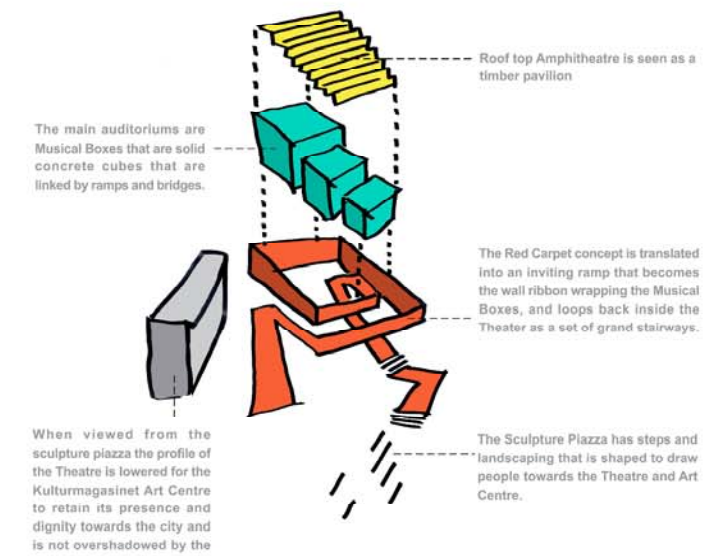 Roof top Amphitheatre is seen as a
timber pavilion
The main auditoriums are
Musical Boxes that are solid
concrete cubes that are
linked by ramps and bridges.
The Red Carpet concept is translated
into an inviting ramp that becomes
the wall ribbon wrapping the Musical
Boxes, and loops back inside the
Theater as a set of grand stairways.
When viewed from the
sculpture piazza the profile of
the Theatre is lowered for the
Kulturmagasinet Art Centre
to retain its presence and
dignity towards the city and
is not overshadowed by the
The Sculpture Piazza has steps and
landscaping that is shaped to draw
people towards the Theatre and Art
Centre.